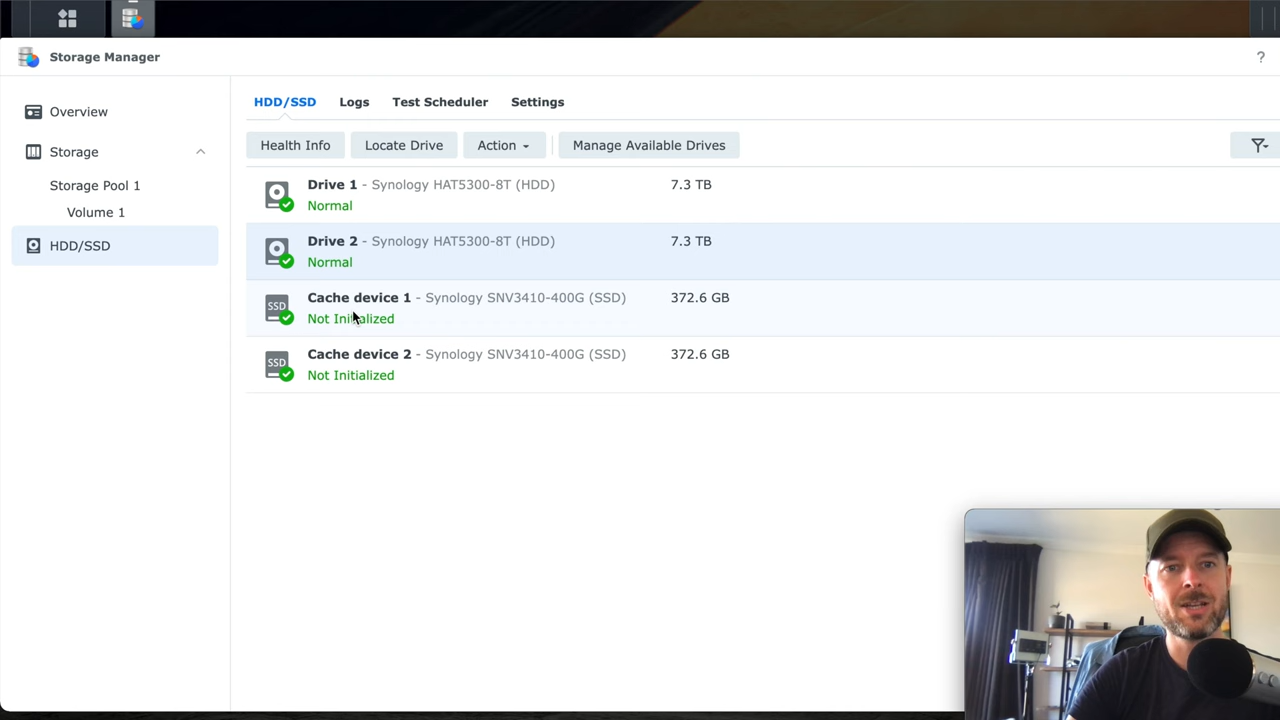 Storage Manager
?
Overview
Storage
Storage Pool 1
Volume 1
HDD/SSD
HDD/SSD Logs Test Scheduler Settings
Health Info Locate Drive Action Manage Available Drives
Drive 1 - Synology HAT5300-8T (HDD) 7.3 TB
Normal
Drive 2 - Synology HAT5300-8T (HDD) 7.3 TB
Normal
SSD Cache device 1 - Synology SNV3410-400G (SSD) 372.6 GB
Not Initialized
SSD Cache device 2 - Synology SNV3410-400G (SSD) 372.6 GB
Not Initialized